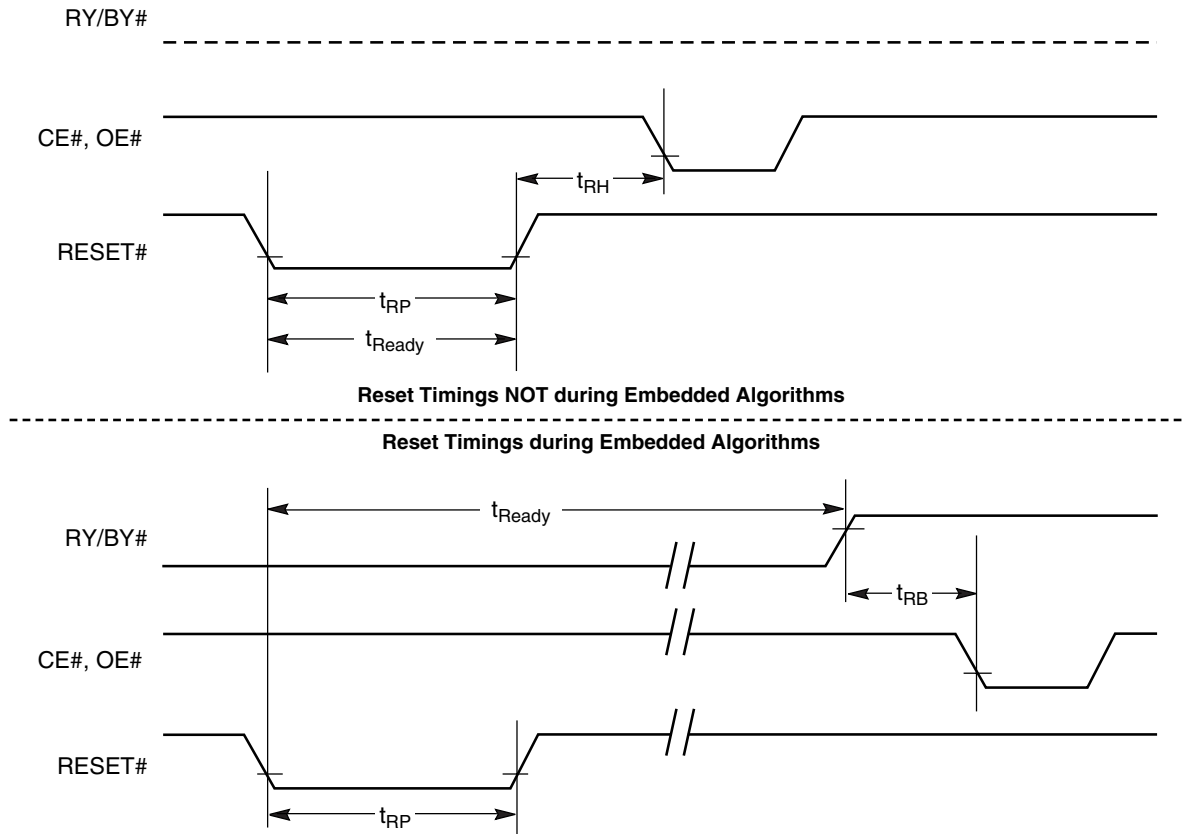 RY/BY#
CE#, OE#
tRH
RESET#
tRP
tReady
Reset Timings NOT during Embedded Algorithms
Reset Timings during Embedded Algorithms
tReady
RY/BY#
tRB
CE#, OE#
RESET#
tRP